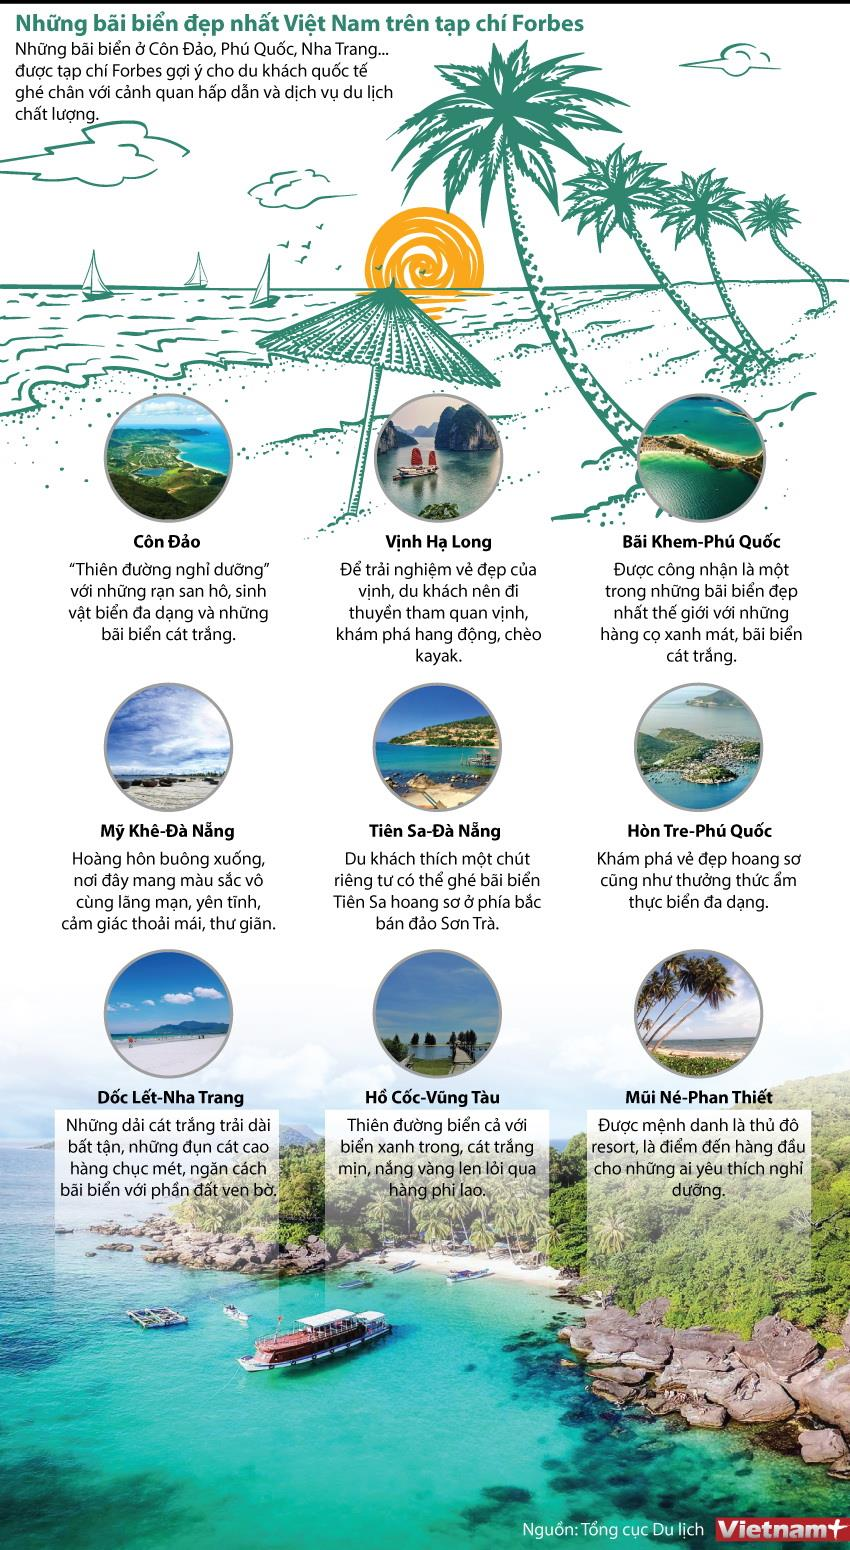 Những bãi biển đẹp nhất Việt Nam trên tạp chí Forbes
Những bãi biển ở Côn Đảo, Phú Quốc, Nha Trang...
được tạp chí Forbes gợi ý cho du khách quốc tế
ghé chân với cảnh quan hấp dẫn và dịch vụ du lịch
chất lượng.
Côn Đảo
“Thiên đường nghỉ dưỡng”
với những rạn san hô, sinh
vật biển đa dạng và những
bãi biển cát trắng.
Vịnh Hạ Long
Để trải nghiệm vẻ đẹp của
vịnh, du khách nên đi
thuyền tham quan vịnh,
khám phá hang động, chèo
kayak.
Bãi Khem-Phú Quốc
Được công nhận là một
trong những bãi biển đẹp
nhất thế giới với những
hàng cọ xanh mát, bãi biển
cát trắng.
Mỹ Khê-Đà Nẵng
Hoàng hôn buông xuống,
nơi đây mang màu sắc vô
cùng lãng mạn, yên tĩnh,
cảm giác thoải mái, thư giãn.
Tiên Sa-Đà Nẵng
Du khách thích một chút
riêng tư có thể ghé bãi biển
Tiên Sa hoang sơ ở phía bắc
bán đảo Sơn Trà.
Hòn Tre-Phú Quốc
Khám phá vẻ đẹp hoang sơ
cũng như thưởng thức ẩm
thực biển đa dạng.
Dốc Lết-Nha Trang
Những dải cát trắng trải dài
bất tận, những đụn cát cao
hàng chục mét, ngăn cách
bãi biển với phần đất ven bờ.
Hồ Cốc-Vũng Tàu
Thiên đường biển cả với
biển xanh trong, cát trắng
mịn, nắng vàng len lỏi qua
hàng phi lao.
Mũi Né-Phan Thiết
Được mệnh danh là thủ đô
resort, là điểm đến hàng đầu
cho những ai yêu thích nghỉ
dưỡng.
Nguồn: Tổng cục Du lịch
Vietnam+